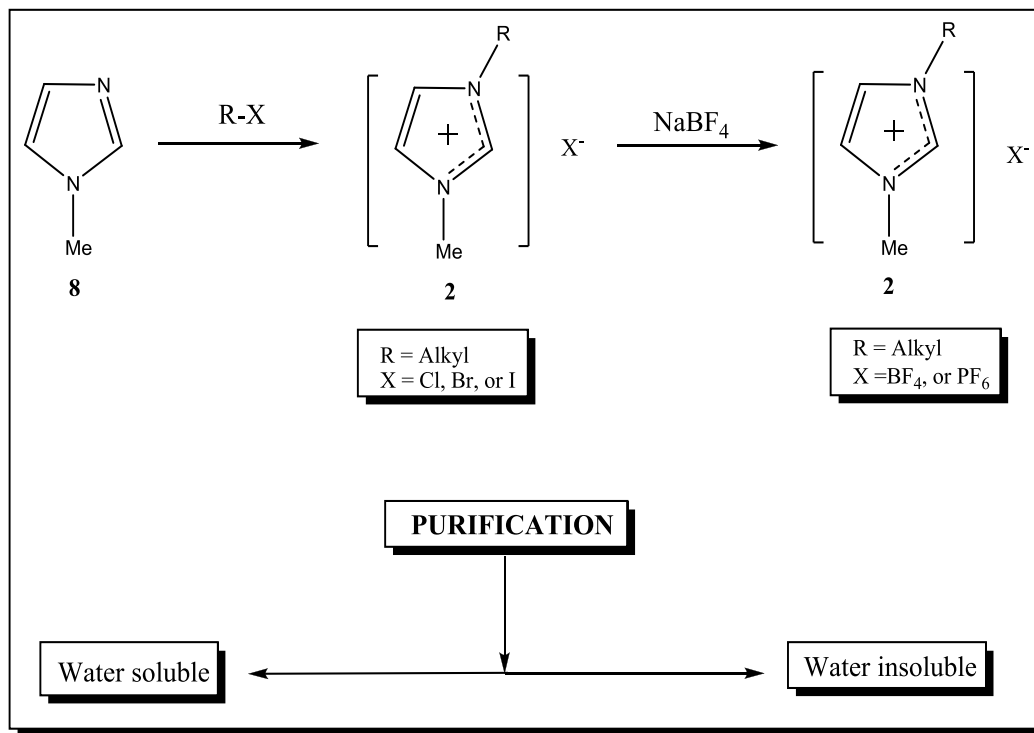 R
R
N
N
N
R-X
+
X-
NaBF4
+
X-
N
N
N
Me
Me
Me
8
2
2
R = Alkyl
X = Cl, Br, or I
R = Alkyl
X =BF4, or PF6
PURIFICATION
Water soluble
Water insoluble